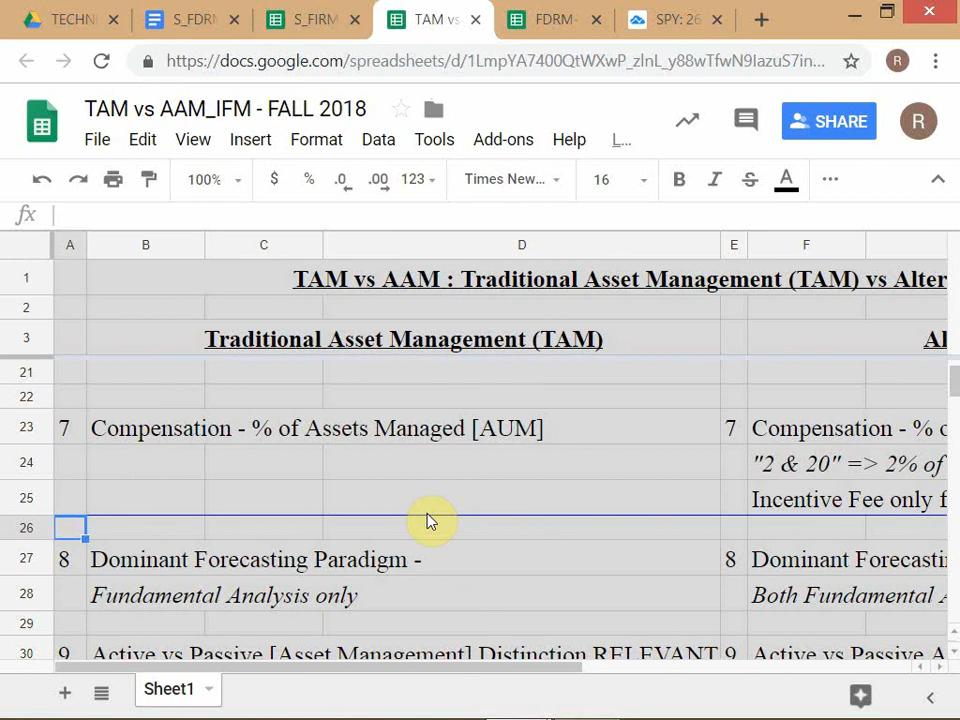 TECHN
S_FDRM
S_FIRM
TAM vs
FDRM-
SPY: 26
https://docs.google.com/spreadsheets/d/1LmpYA7400QtWXwP_zlnL_y88wTfwN9IazuS7in...
R
TAM vs AAM_IFM - FALL 2018
SHARE
R
File Edit View Insert Format Data Tools Add-ons Help L...
100% $ % .0 .00 123 Times New... 16 B I S A ...
fx
A B C D E F
1 TAM vs AAM : Traditional Asset Management (TAM) vs Alter
2
3 Traditional Asset Management (TAM) Al
21
22
23 7 Compensation - % of Assets Managed [AUM] 7 Compensation - % o
24 "2 & 20" => 2% of
25 Incentive Fee only f
26
27 8 Dominant Forecasting Paradigm - 8 Dominant Forecasti
28 Fundamental Analysis only Both Fundamental A
29
30 9 Active vs Passive [Asset Management] Distinction RELEVANT 9 Active vs Passive A
Sheet1